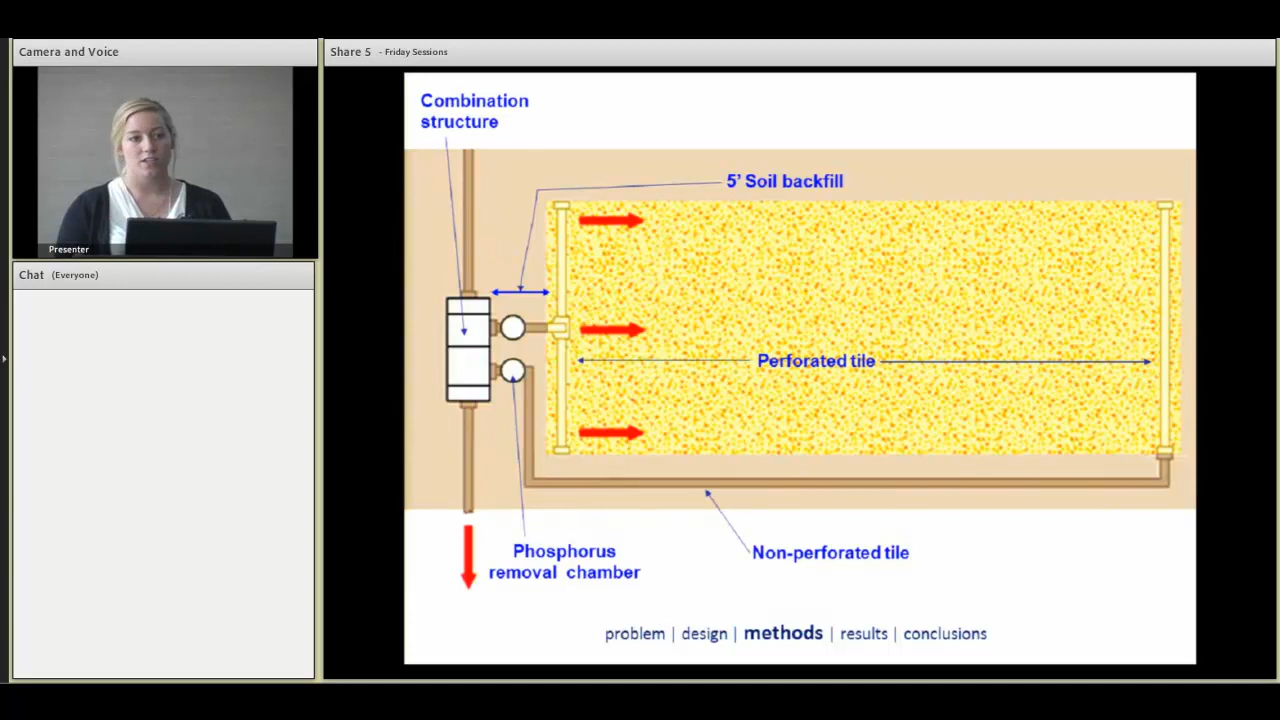 Camera and Voice
Share 5 - Friday Sessions
Presenter
Chat (Everyone)
Combination
structure
5' Soil backfill
Perforated tile
Phosphorus
removal chamber
Non-perforated tile
problem | design | methods | results | conclusions